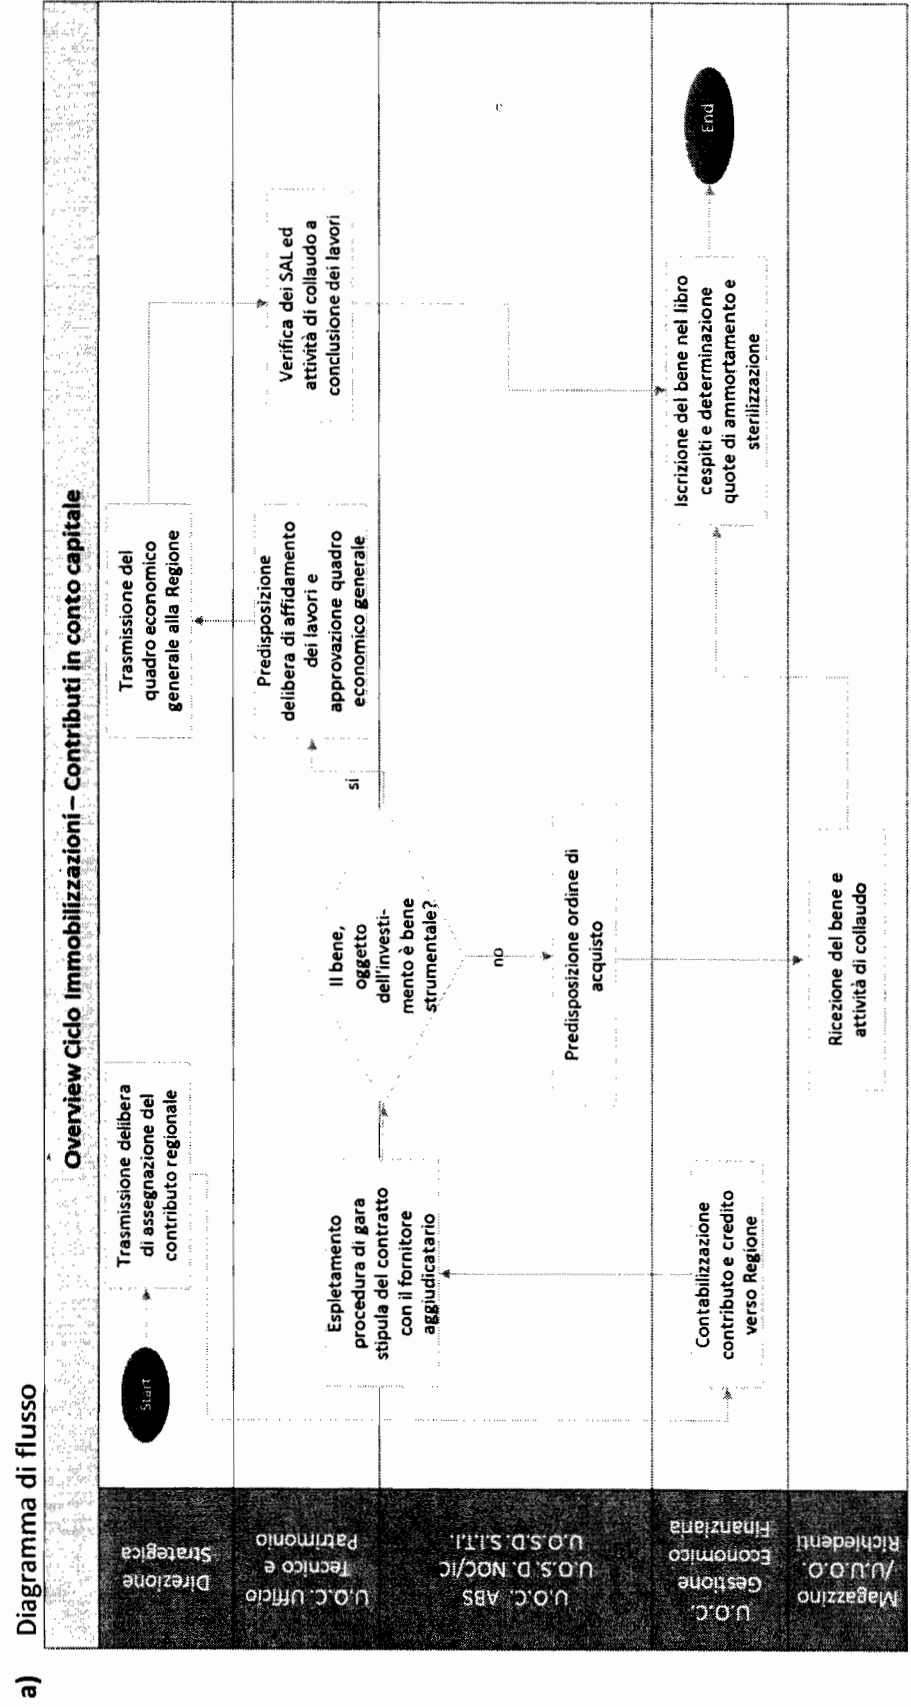 a) Diagramma di flusso
Overview Ciclo Immobilizzazioni – Contributi in conto capitale
Direzione
Strategica
Start
Trasmissione delibera
di assegnazione del
contributo regionale
Trasmissione del
quadro economico
generale alla Regione
U.O.C. Ufficio
Tecnico e
Patrimonio
Espletamento
procedura di gara
stipula del contratto
con il fornitore
aggiudicatario
Il bene,
oggetto
dell'investi-
mento è bene
strumentale?
si
Predisposizione
delibera di affidamento
dei lavori e
approvazione quadro
economico generale
Verifica dei SAL ed
attività di collaudo a
conclusione dei lavori
U.O.C. ABS
U.O.S.D. NOC/IC
U.O.S.D. S.I.T.I.
no
Predisposizione ordine di
acquisto
U.O.C.
Gestione
Economico
Finanziaria
Contabilizzazione
contributo e credito
verso Regione
Iscrizione del bene nel libro
cespiti e determinazione
quote di ammortamento e
sterilizzazione
End
Magazzino
/U.U.O.O.
Richiedenti
Ricezione del bene e
attività di collaudo